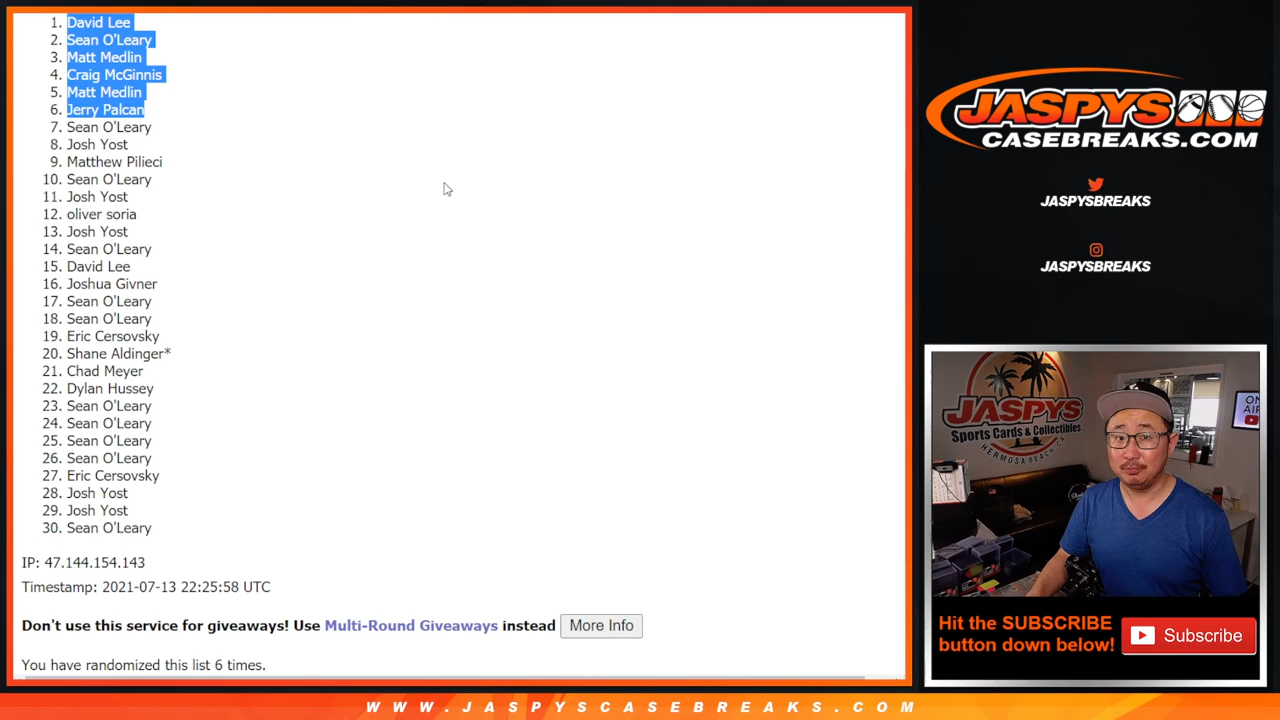 1. David Lee
2. Sean O'Leary
3. Matt Medlin
4. Craig McGinnis
5. Matt Medlin
6. Jerry Palcan
7. Sean O'Leary
8. Josh Yost
9. Matthew Pilieci
10. Sean O'Leary
11. Josh Yost
12. oliver soria
13. Josh Yost
14. Sean O'Leary
15. David Lee
16. Joshua Givner
17. Sean O'Leary
18. Sean O'Leary
19. Eric Cersovsky
20. Shane Aldinger*
21. Chad Meyer
22. Dylan Hussey
23. Sean O'Leary
24. Sean O'Leary
25. Sean O'Leary
26. Sean O'Leary
27. Eric Cersovsky
28. Josh Yost
29. Josh Yost
30. Sean O'Leary
IP: 47.144.154.143
Timestamp: 2021-07-13 22:25:58 UTC
Don't use this service for giveaways! Use Multi-Round Giveaways instead More Info
You have randomized this list 6 times.
JASPYS
CASEBREAKS.COM
JASPYSBREAKS
JASPYSBREAKS
JASPYS
Sports Cards & Collectibles
HERMOSA BEACH CA
ON
AIR
Hit the SUBSCRIBE
button down below!
Subscribe
WWW.JASPYSCASEBREAKS.COM